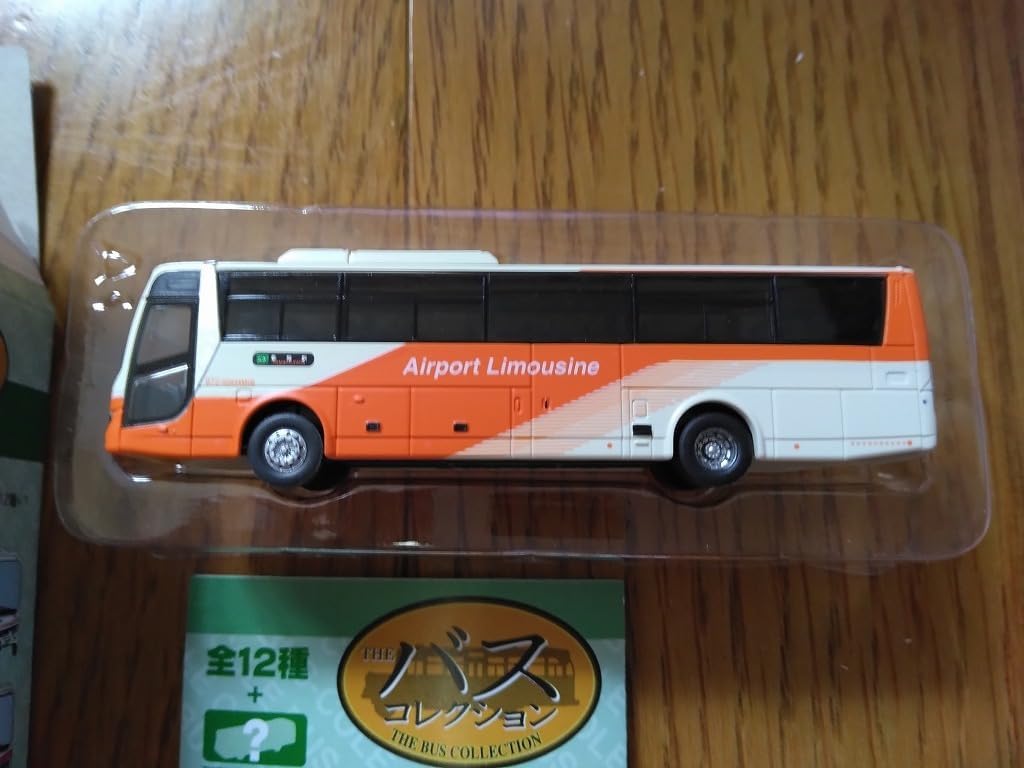 Airport Limousine
全12種
+
?
THE バス
コレクション
THE BUS COLLECTION